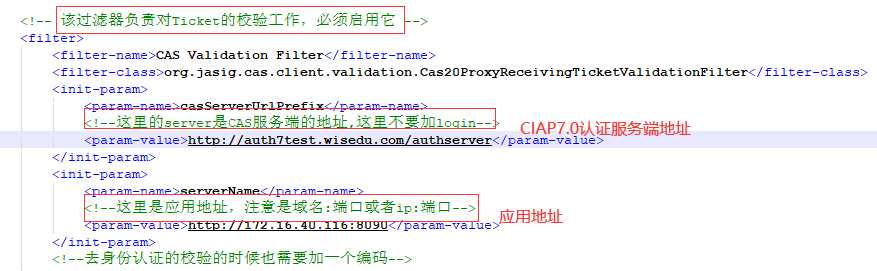 <!-- 该过滤器负责对Ticket的校验工作，必须启用它 -->
<filter>
<filter-name>CAS Validation Filter</filter-name>
<filter-class>org.jasig.cas.client.validation.Cas20ProxyReceivingTicketValidationFilter</filter-class>
<init-param>
<param-name>casServerUrlPrefix</param-name>
<!--这里的server是CAS服务端的地址,这里不要加login--> CIAP7.0认证服务端地址
<param-value>http://auth7test.wisedu.com/authserver</param-value>
</init-param>
<init-param>
<param-name>serverName</param-name>
<!--这里是应用地址，注意是域名:端口或者ip:端口--> 应用地址
<param-value>http://172.16.40.116:8090</param-value>
</init-param>
<!--去身份认证的校验的时候也需要加一个编码-->